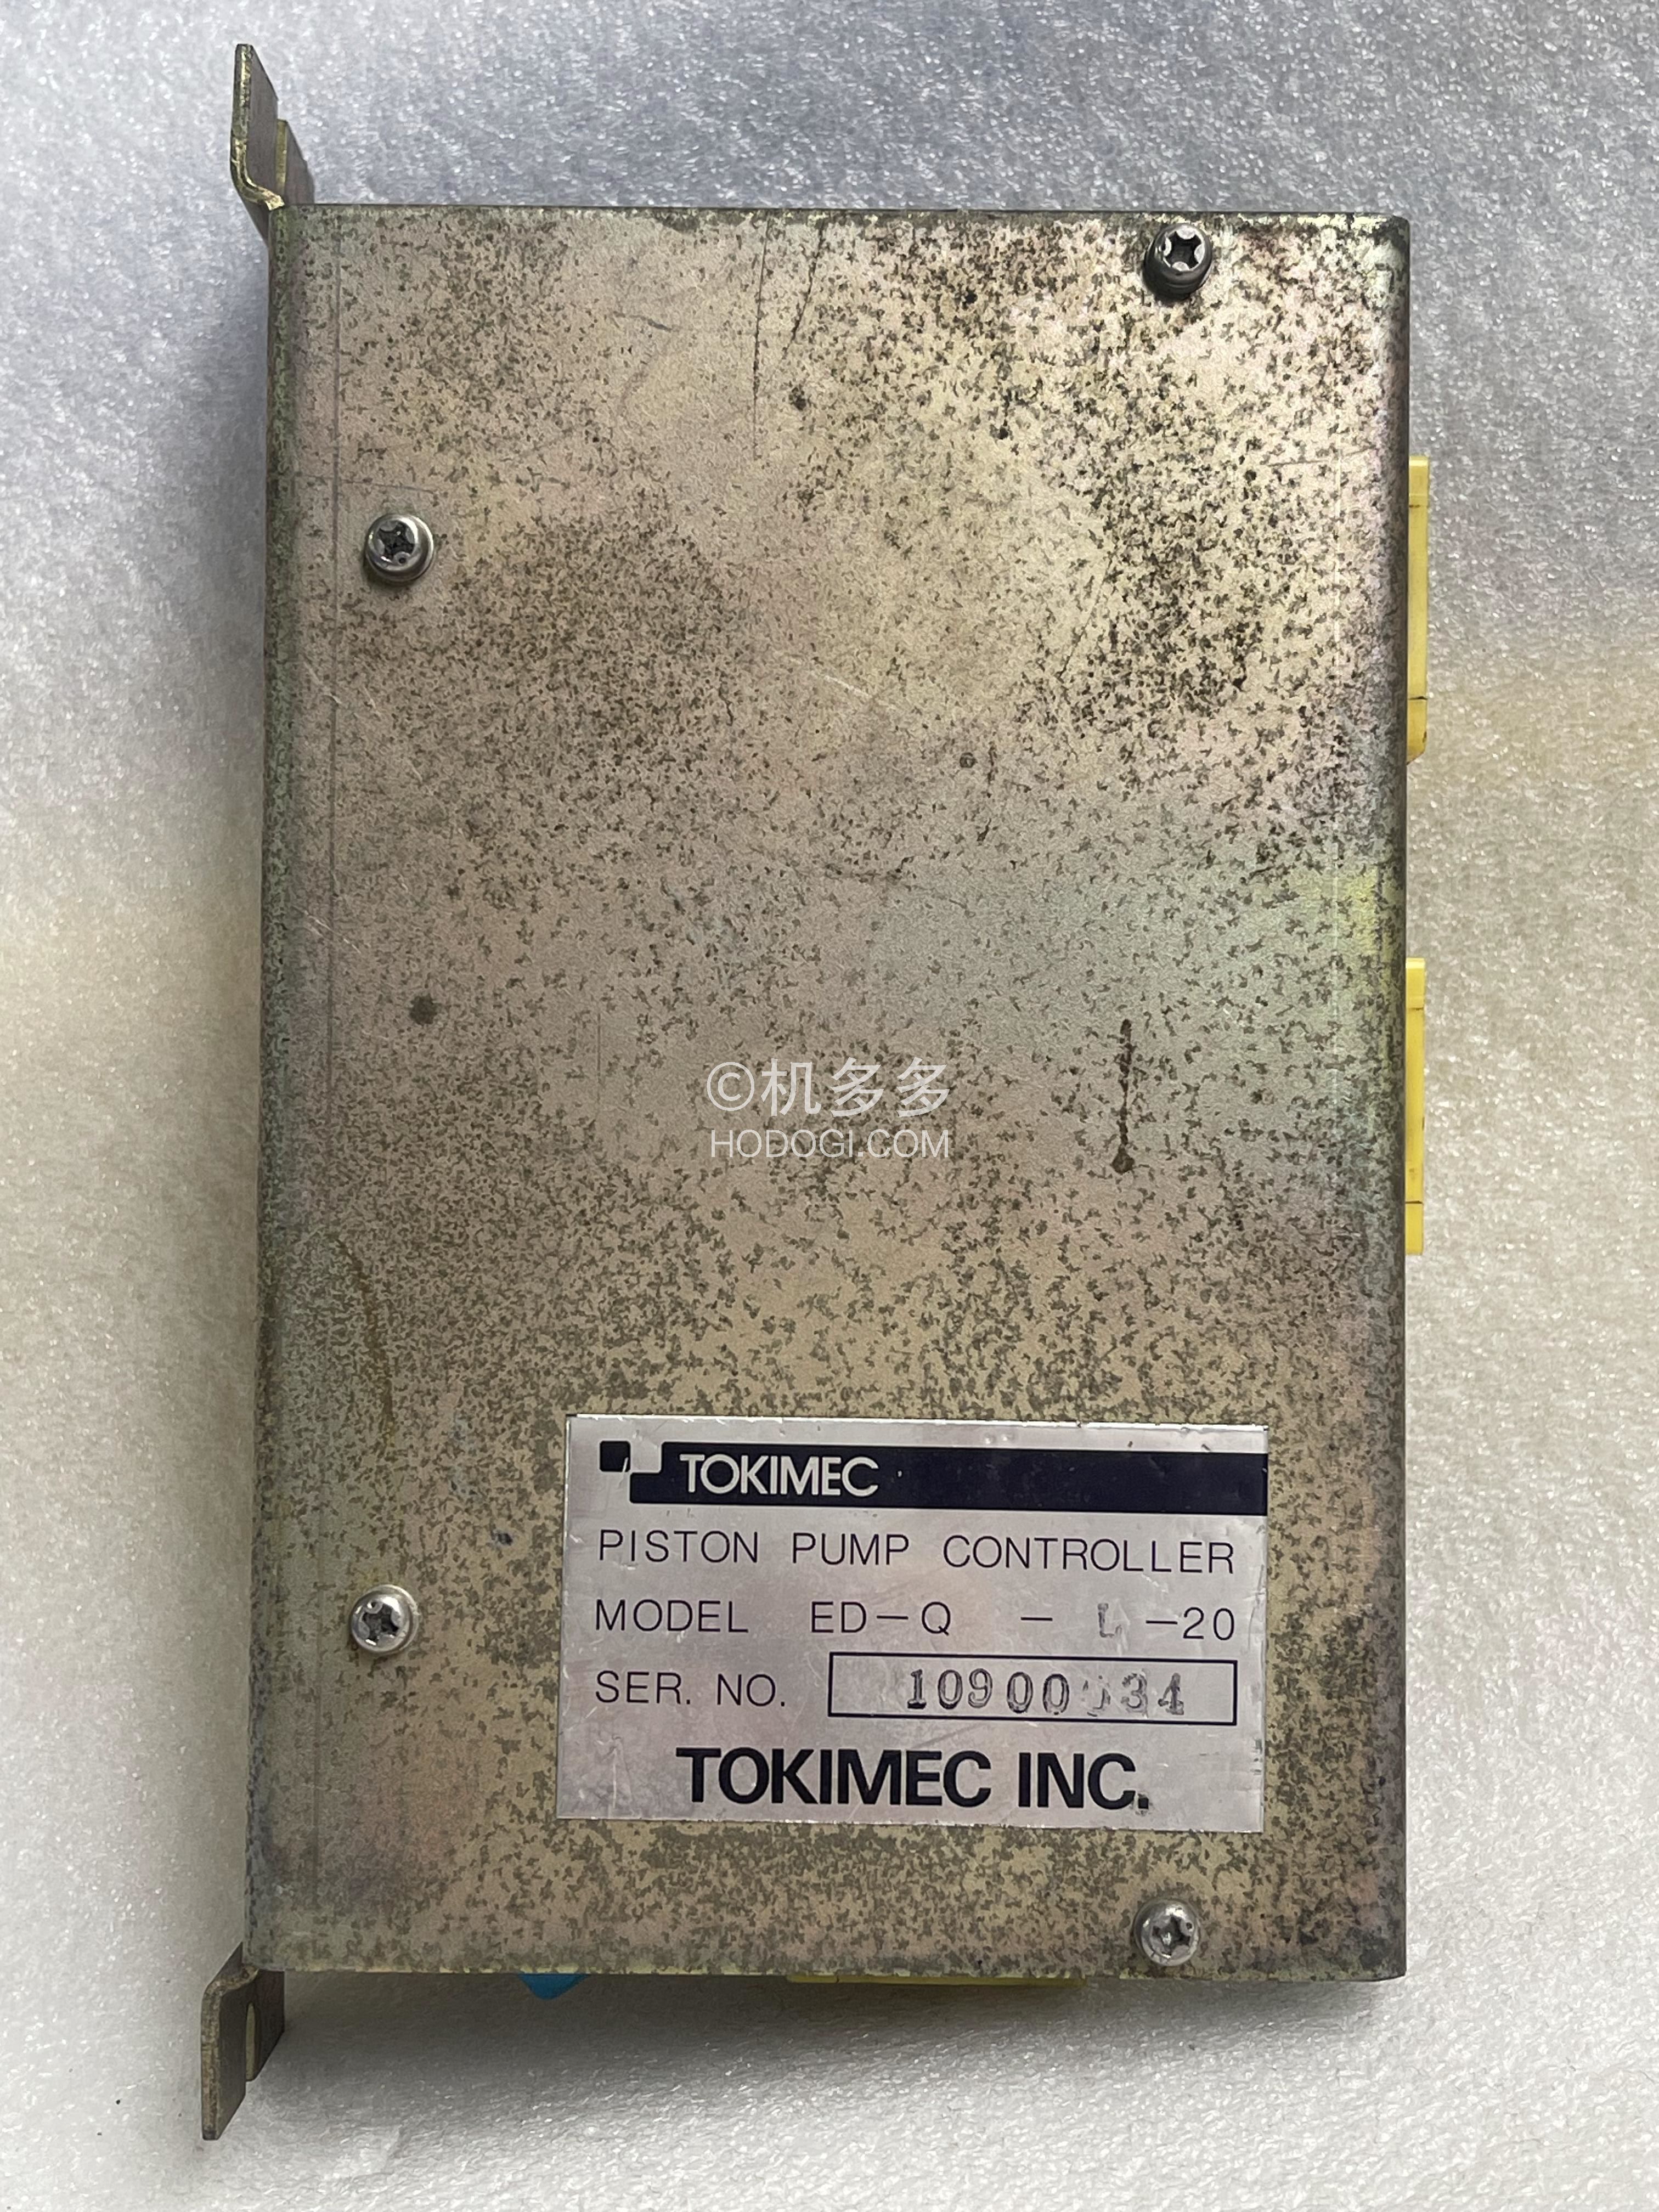 ©机多多
HODOGI.COM
TOKIMEC
PISTON PUMP CONTROLLER
MODEL ED-Q - L -20
SER. NO.
TOKIMEC INC.